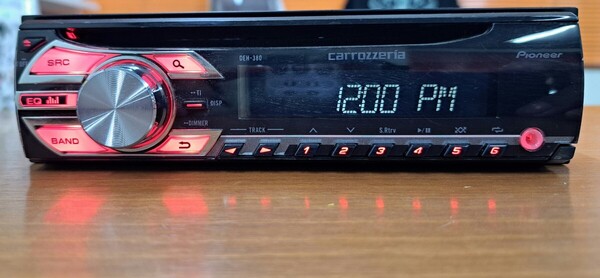 carrozzeria
Pioneer
DEH-380
SRC
EQ
BAND
DISP
DIMMER
1200 PM
TRACK
S.Rtrv
1 2 3 4 5 6